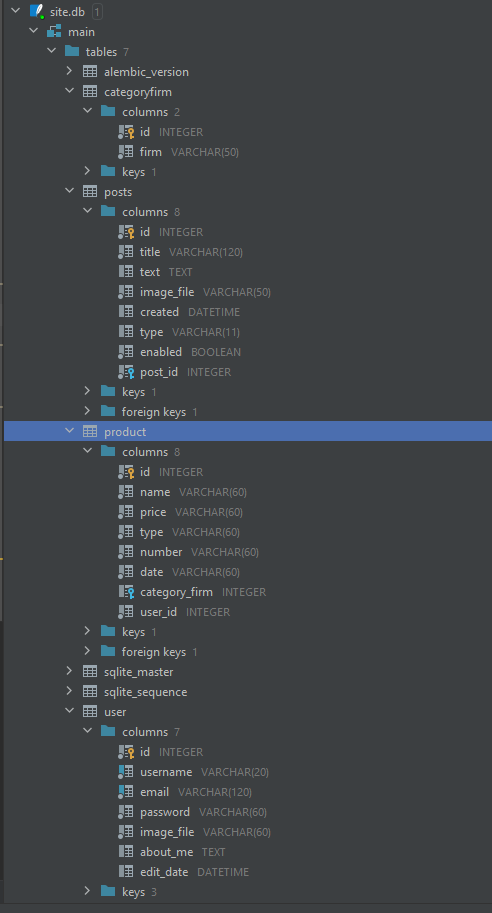 site.db 1
main
tables 7
alembic_version
categoryfirm
columns 2
id INTEGER
firm VARCHAR(50)
keys 1
posts
columns 8
id INTEGER
title VARCHAR(120)
text TEXT
image_file VARCHAR(50)
created DATETIME
type VARCHAR(11)
enabled BOOLEAN
post_id INTEGER
keys 1
foreign keys 1
product
columns 8
id INTEGER
name VARCHAR(60)
price VARCHAR(60)
type VARCHAR(60)
number VARCHAR(60)
date VARCHAR(60)
category_firm INTEGER
user_id INTEGER
keys 1
foreign keys 1
sqlite_master
sqlite_sequence
user
columns 7
id INTEGER
username VARCHAR(20)
email VARCHAR(120)
password VARCHAR(60)
image_file VARCHAR(60)
about_me TEXT
edit_date DATETIME
keys 3